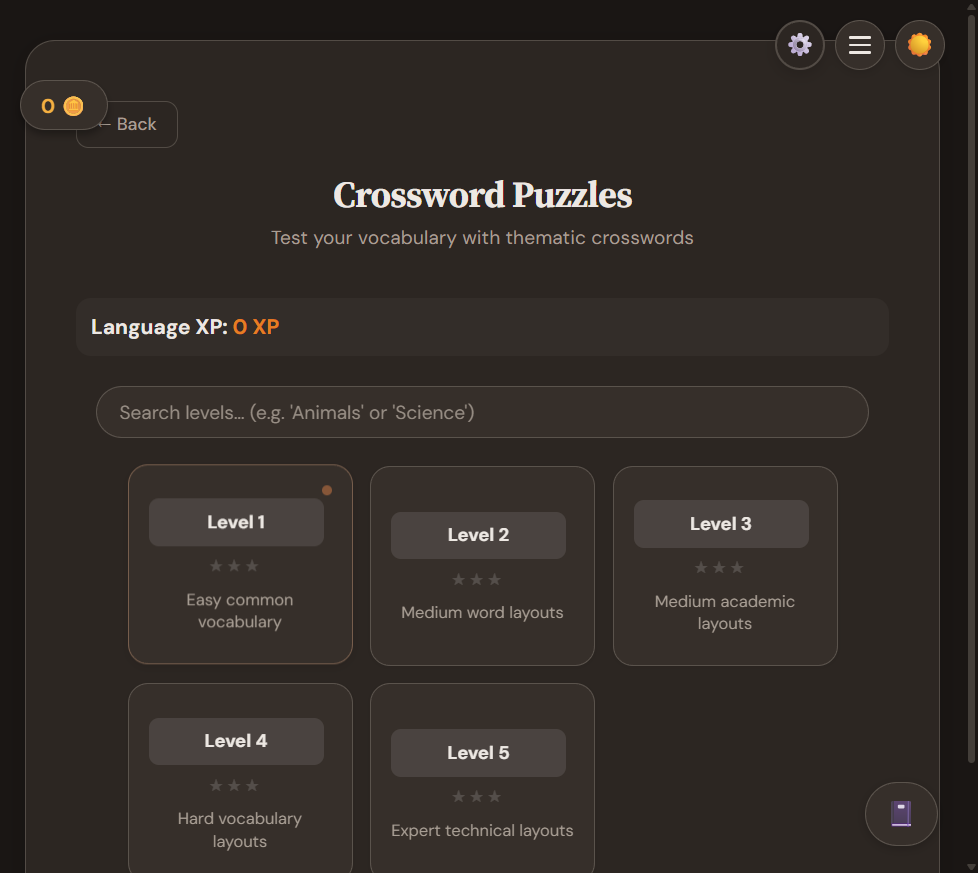 0
← Back
Crossword Puzzles
Test your vocabulary with thematic crosswords
Language XP: 0 XP
Search levels... (e.g. 'Animals' or 'Science')
Level 1
★★★
Easy common
vocabulary
Level 2
★★★
Medium word layouts
Level 3
★★★
Medium academic
layouts
Level 4
★★★
Hard vocabulary
layouts
Level 5
★★★
Expert technical layouts